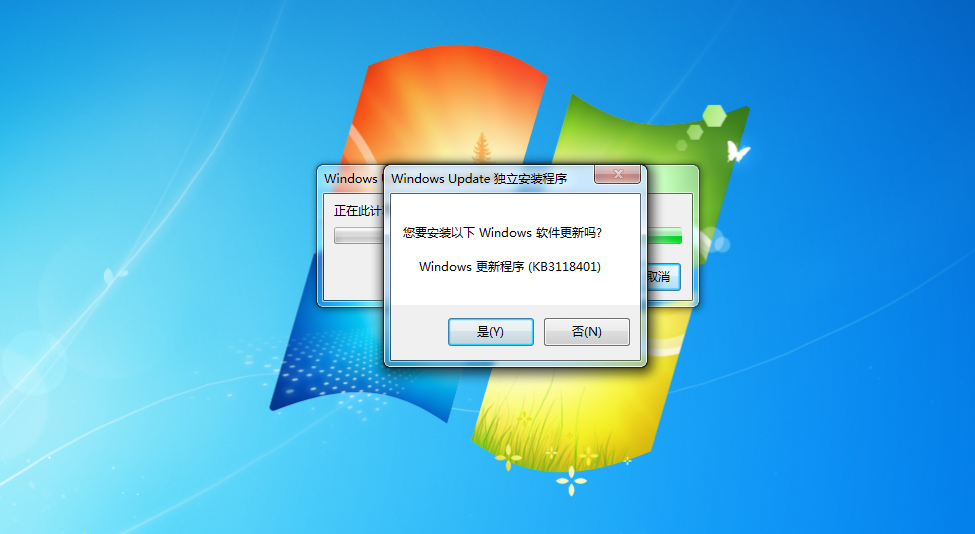 Windows
正在此计
取消
Windows Update 独立安装程序
您要安装以下 Windows 软件更新吗?
Windows 更新程序 (KB3118401)
是(Y)
否(N)